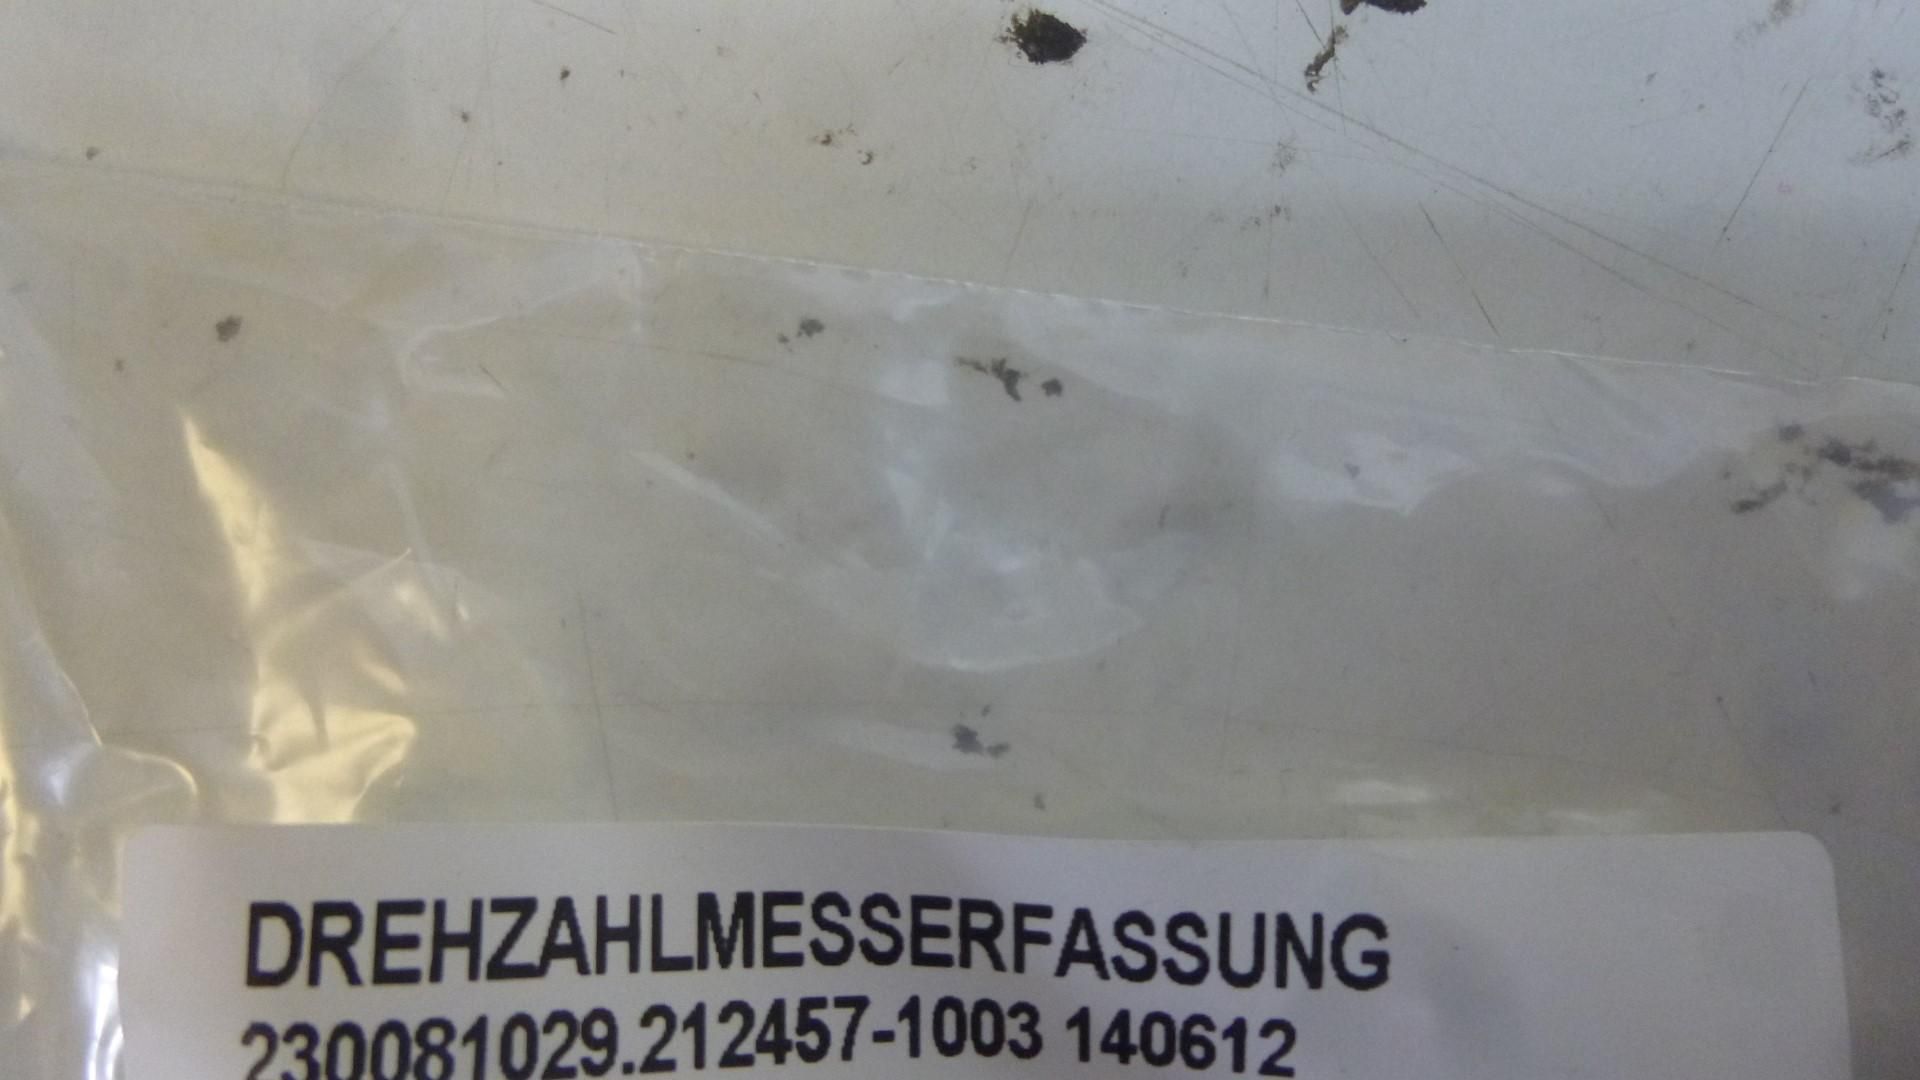 DREHZAHLMESSERFASSUNG
230081029.212457-1003 140612